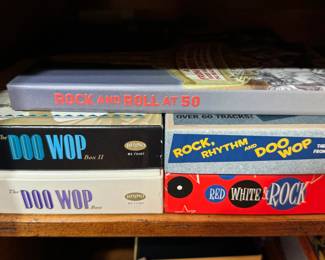 ROCK AND ROLL AT 50
The
DOO WOP
Box II
OVER 60 TRACKS!
ROCK,
RHYTHM
AND
DOO
WOP
The
DOO WOP
Box
RED WHITE & ROCK